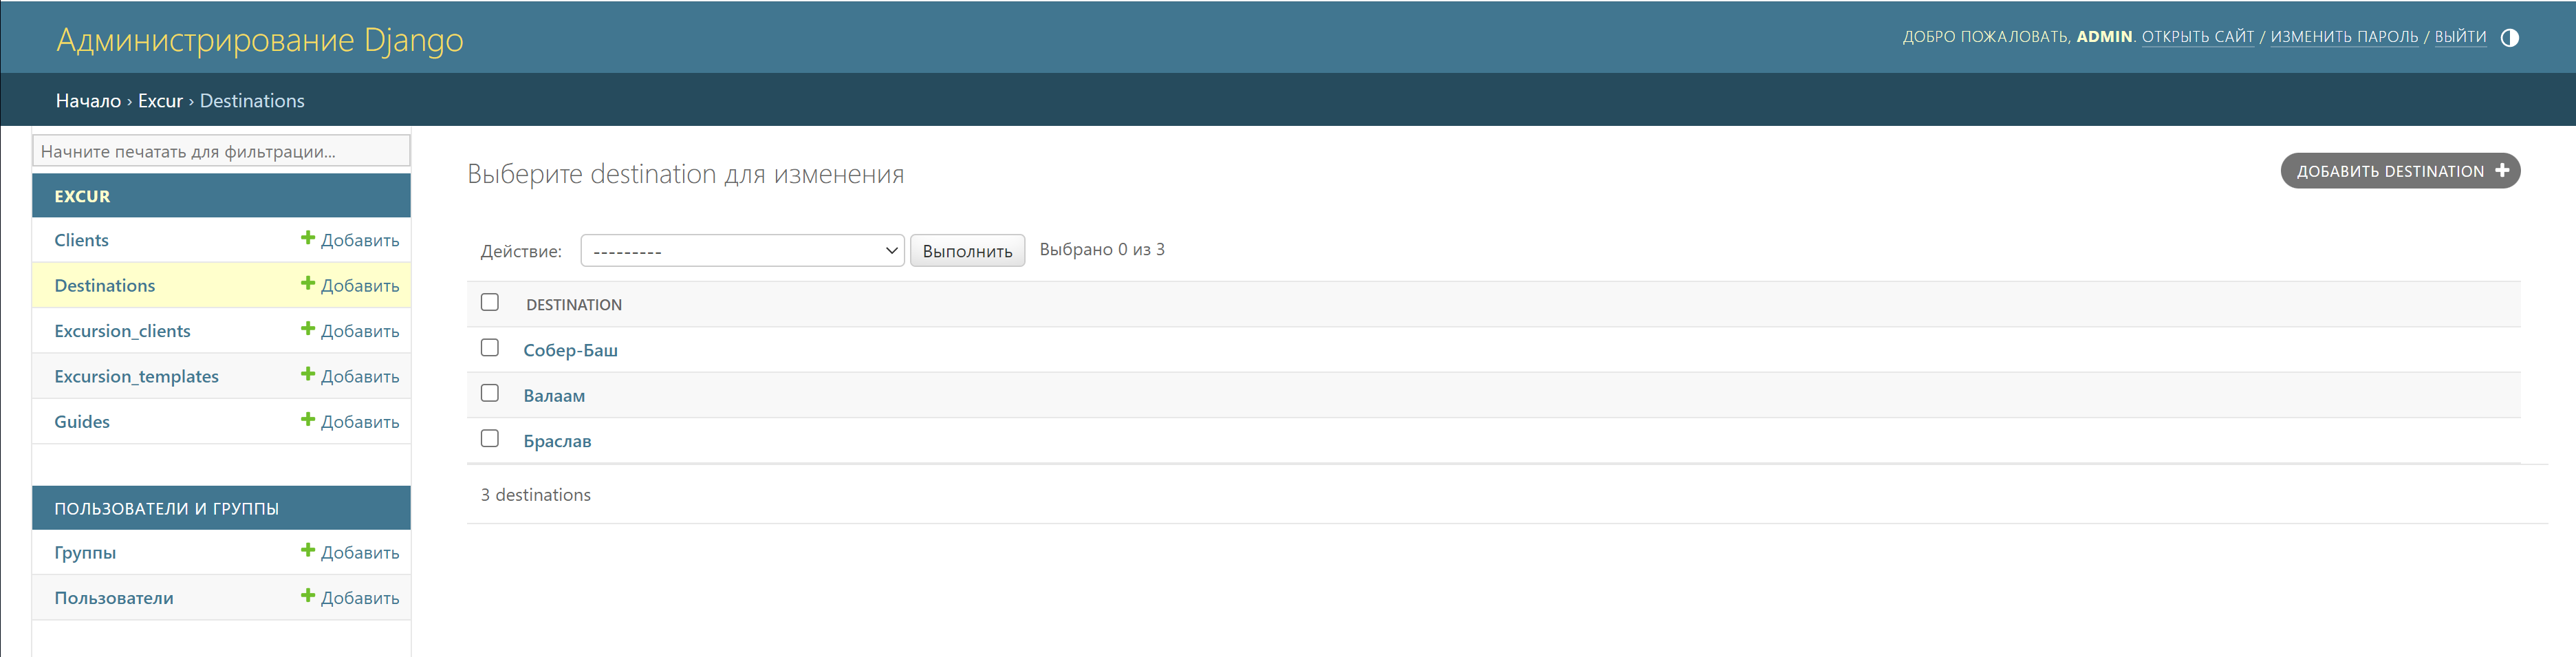 Администрирование Django
ДОБРО ПОЖАЛОВАТЬ, ADMIN. ОТКРЫТЬ САЙТ / ИЗМЕНИТЬ ПАРОЛЬ / ВЫЙТИ
Начало › Excur › Destinations
Начните печатать для фильтрации...
EXCUR
Clients Добавить
Destinations Добавить
Excursion_clients Добавить
Excursion_templates Добавить
Guides Добавить
ПОЛЬЗОВАТЕЛИ И ГРУППЫ
Группы Добавить
Пользователи Добавить
Выберите destination для изменения
ДОБАВИТЬ DESTINATION
Действие: --------- Выполнить Выбрано 0 из 3
DESTINATION
Собер-Баш
Валаам
Браслав
3 destinations